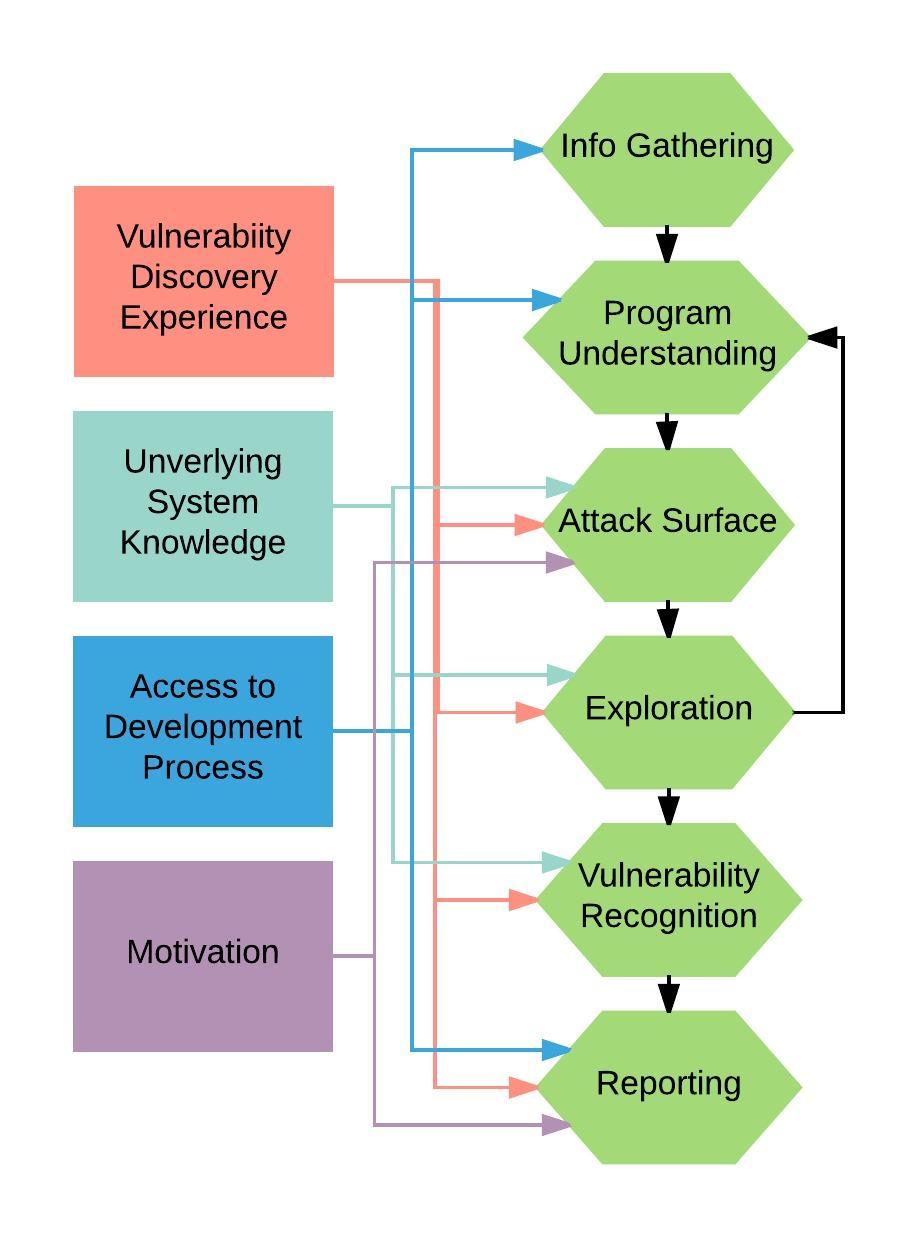 Info Gathering
Vulnerabiity
Discovery
Experience
Program
Understanding
Unverlying
System
Knowledge
Attack Surface
Access to
Development
Process
Exploration
Motivation
Vulnerability
Recognition
Reporting